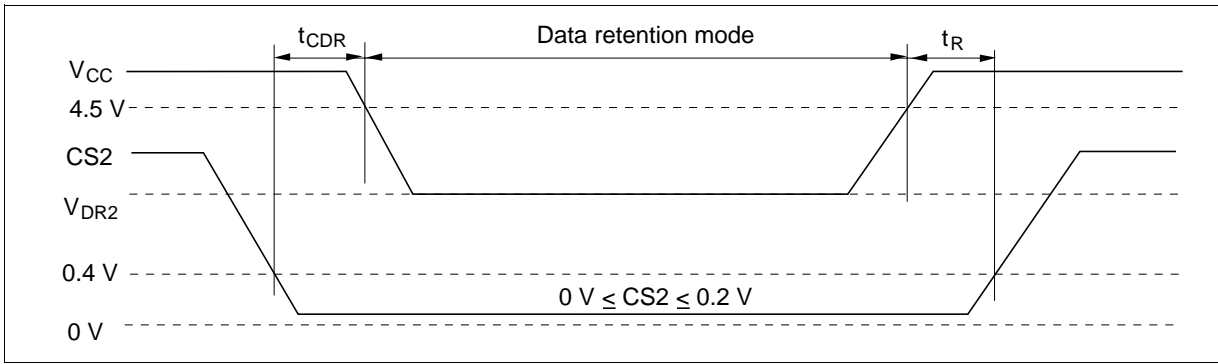 tCDR Data retention mode tR
VCC
4.5 V
CS2
VDR2
0.4 V
0 V ≤ CS2 ≤ 0.2 V
0 V